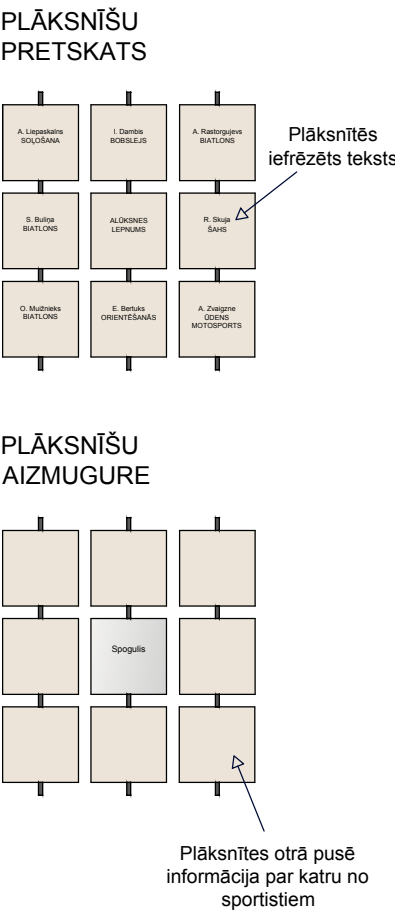 PLĀKSNĪŠU
PRETSKATS
A. Liepaskalns
SOĻOŠANA
I. Dambis
BOBSLEJS
A. Rastorgujevs
BIATLONS
Plāksnītēs
iefrēzēts teksts
S. Buliņa
BIATLONS
ALŪKSNES
LEPNUMS
R. Skuja
ŠAHS
O. Muižnieks
BIATLONS
E. Bertuks
ORIENTĒŠANĀS
A. Zvaigzne
ŪDENS
MOTOSPORTS
PLĀKSNĪŠU
AIZMUGURE
Spogulis
Plāksnītes otrā pusē
informācija par katru no
sportistiem